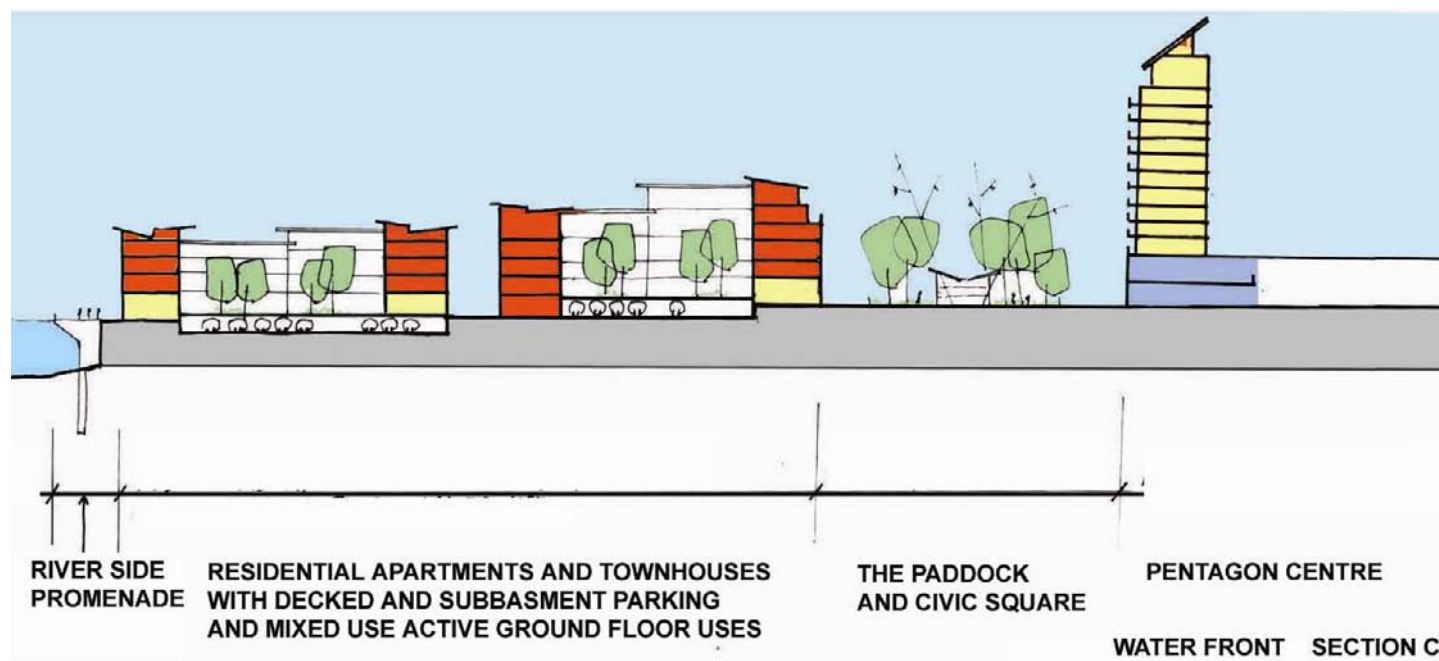 RIVER SIDE
PROMENADE
RESIDENTIAL APARTMENTS AND TOWNHOUSES
WITH DECKED AND SUBBASMENT PARKING
AND MIXED USE ACTIVE GROUND FLOOR USES
THE PADDOCK
AND CIVIC SQUARE
PENTAGON CENTRE
WATER FRONT SECTION C